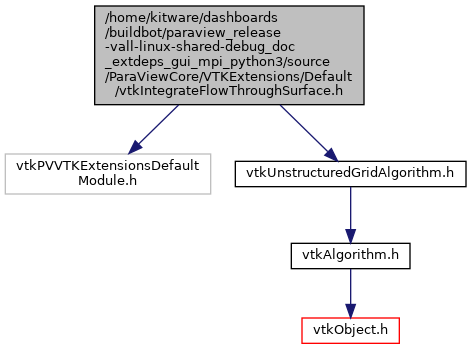 /home/kitware/dashboards
/buildbot/paraview_release
-vall-linux-shared-debug_doc
_extdeps_gui_mpi_python3/source
/ParaViewCore/VTKExtensions/Default
/vtkIntegrateFlowThroughSurface.h
vtkPVVTKExtensionsDefault
Module.h
vtkUnstructuredGridAlgorithm.h
vtkAlgorithm.h
vtkObject.h